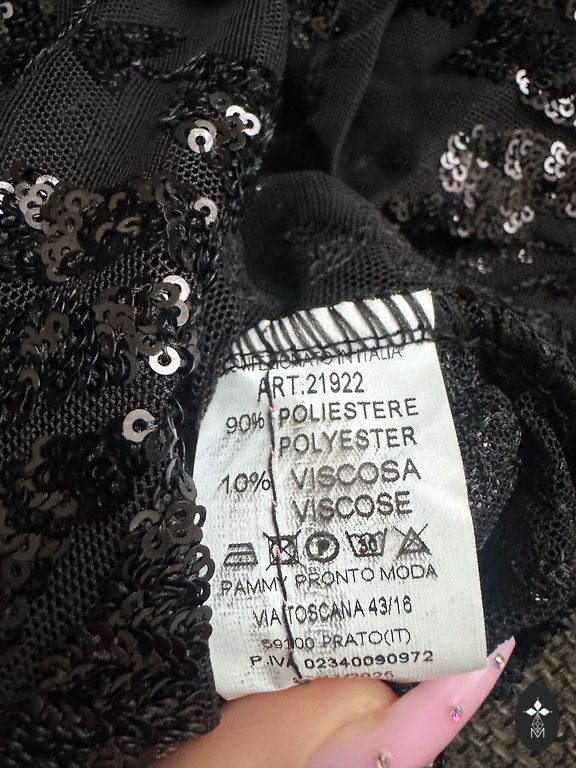 CONFEZIONATO IN ITALIA
ART.21922
90% POLIESTERE
POLYESTER
10% VISCOSA
VISCOSE
P 30
PAMMY PRONTO MODA
VIA TOSCANA 43/16
59100 PRATO(IT)
P.IVA 02340090972
M